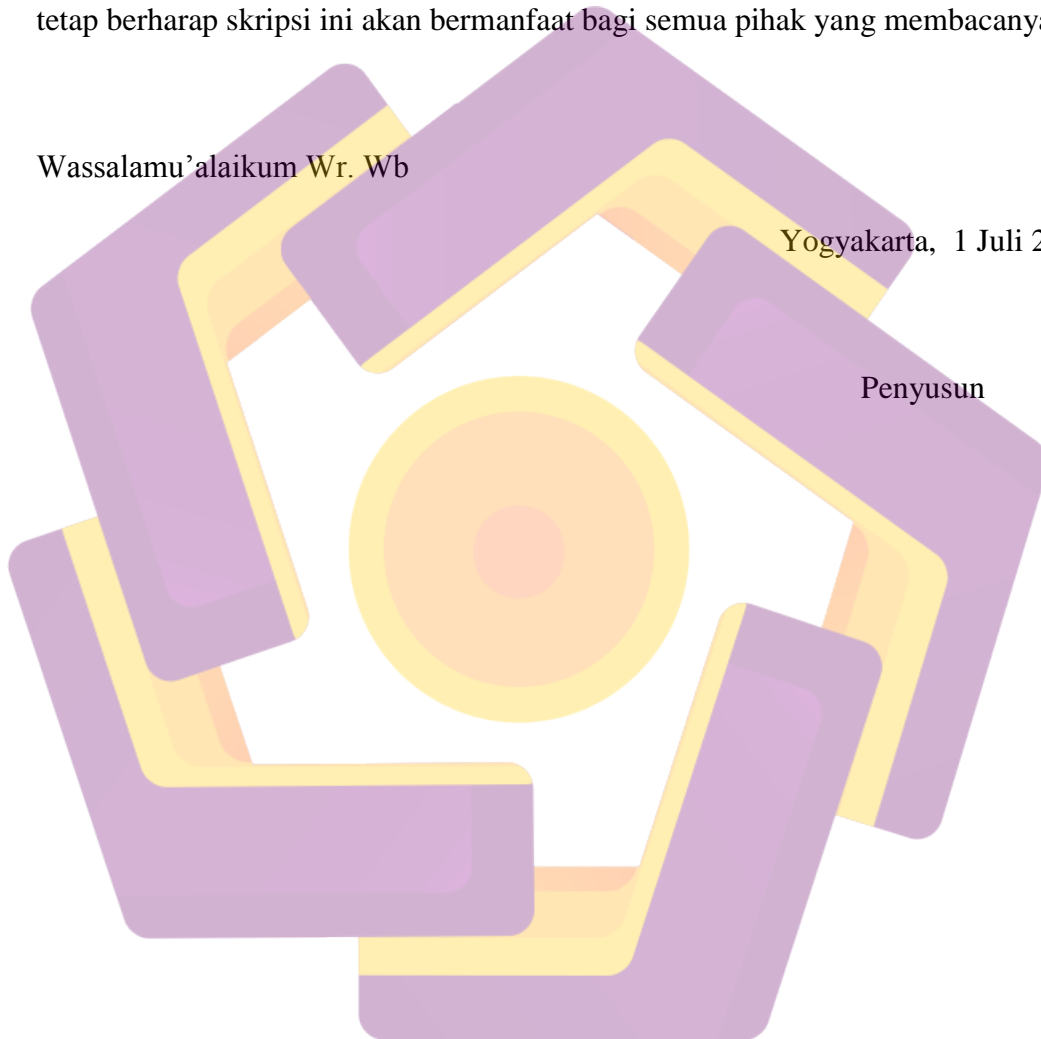 tetap berharap skripsi ini akan bermanfaat bagi semua pihak yang membacanya
Wassalamu’alaikum Wr. Wb
Yogyakarta,  1 Juli 2
Penyusun